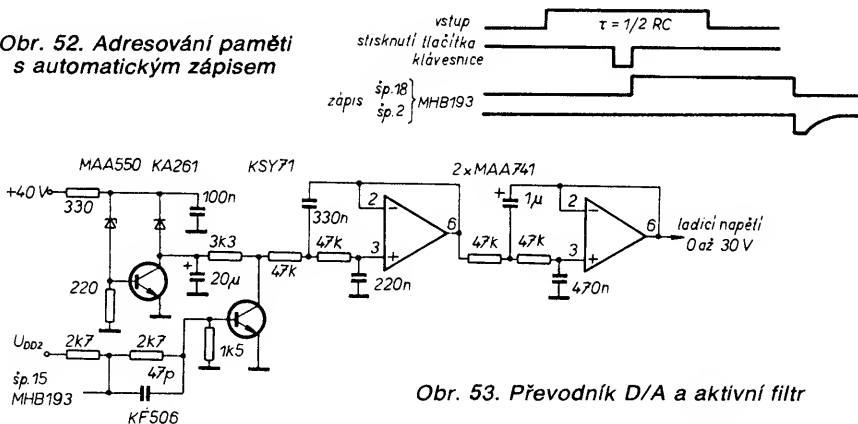 Obr. 52. Adresování paměti
s automatickým zápisem
vstup
τ = 1/2 RC
stisknutí tlačítka
klávesnice
zápis
šp.18
šp.2
MHB193
MAA550 KA261
KSY71
2xMAA741
+40 V
330
100n
3k3
20µ
+
220
47k
330n
47k
220n
2
3
6
47k
+
1µ
47k
470n
2
3
6
ladicí napětí
0 až 30 V
UDD2
2k7
2k7
47p
1k5
šp.15
MHB193
KF506
Obr. 53. Převodník D/A a aktivní filtr